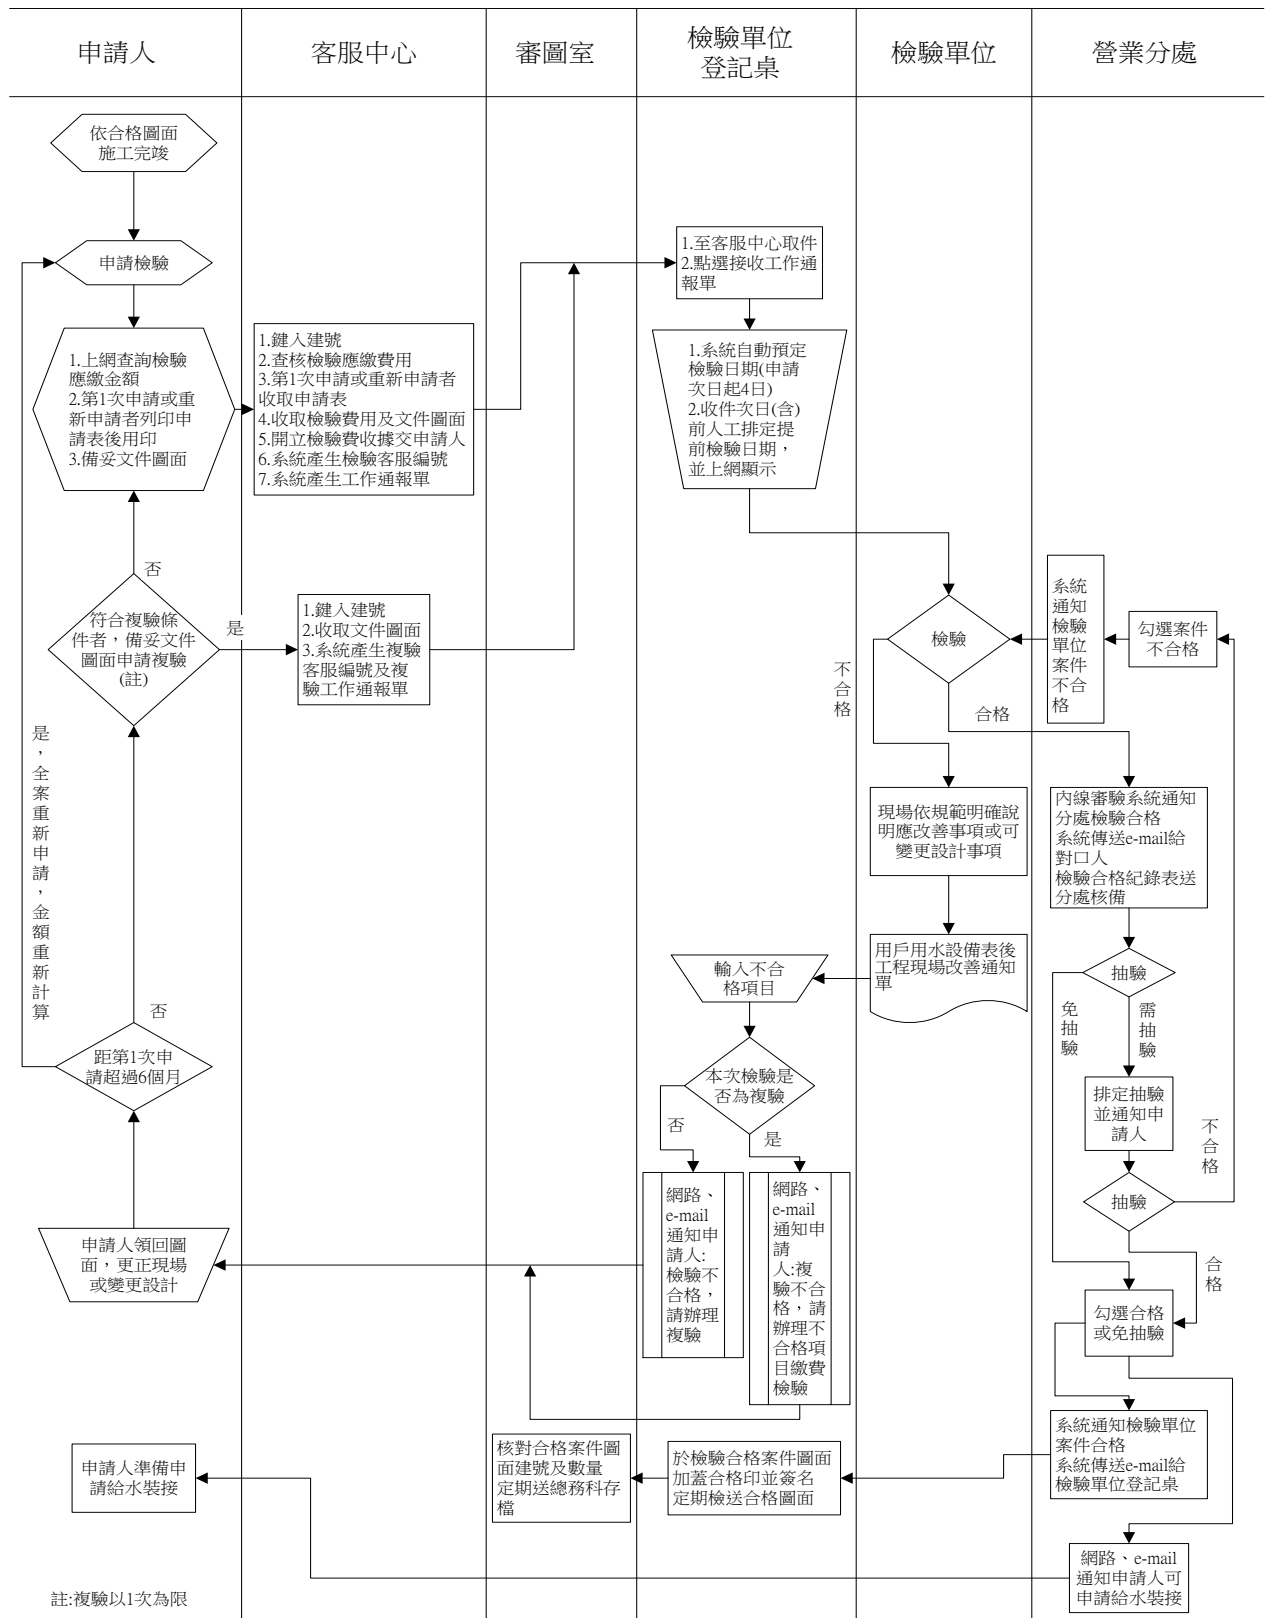 申請人
客服中心
審圖室
檢驗單位
登記桌
檢驗單位
營業分處
依合格圖面
施工完竣
申請檢驗
1.上網查詢檢驗
應繳金額
2.第1次申請或重
新申請者列印申
請表後用印
3.備妥文件圖面
1.鍵入建號
2.查核檢驗應繳費用
3.第1次申請或重新申請者
收取申請表
4.收取檢驗費用及文件圖面
5.開立檢驗費收據交申請人
6.系統產生檢驗客服編號
7.系統產生工作通報單
1.至客服中心取件
2.點選接收工作通
報單
1.系統自動預定
檢驗日期(申請
次日起4日)
2.收件次日(含)
前人工排定提
前檢驗日期，
並上網顯示
否
符合複驗條
件者，備妥文件
圖面申請複驗
(註)
是
1.鍵入建號
2.收取文件圖面
3.系統產生複驗
客服編號及複
驗工作通報單
檢驗
不合格
合格
系統
通知
檢驗
單位
案件
不合
格
勾選案件
不合格
是，全案重新申請，金額重新計算
否
距第1次申
請超過6個月
現場依規範明確說
明應改善事項或可
變更設計事項
內線審驗系統通知
分處檢驗合格
系統傳送e-mail給
對口人
檢驗合格紀錄表送
分處核備
用戶用水設備表後
工程現場改善通知
單
輸入不合
格項目
抽驗
免抽驗
需抽驗
本次檢驗是
否為複驗
否
是
排定抽驗
並通知申
請人
不合格
抽驗
合格
網路、
e-mail
通知申
請人:
檢驗不
合格，
請辦理
複驗
網路、
e-mail
通知申
請
人:複
驗不合
格，請
辦理不
合格項
目繳費
檢驗
申請人領回圖
面，更正現場
或變更設計
勾選合格
或免抽驗
系統通知檢驗單位
案件合格
系統傳送e-mail給
檢驗單位登記桌
於檢驗合格案件圖面
加蓋合格印並簽名
定期檢送合格圖面
核對合格案件圖
面建號及數量
定期送總務科存
檔
申請人準備申
請給水裝接
網路、e-mail
通知申請人可
申請給水裝接
註:複驗以1次為限